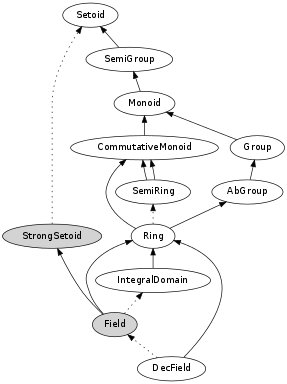 Setoid
SemiGroup
Monoid
CommutativeMonoid
Group
SemiRing
AbGroup
StrongSetoid
Ring
IntegralDomain
Field
DecField